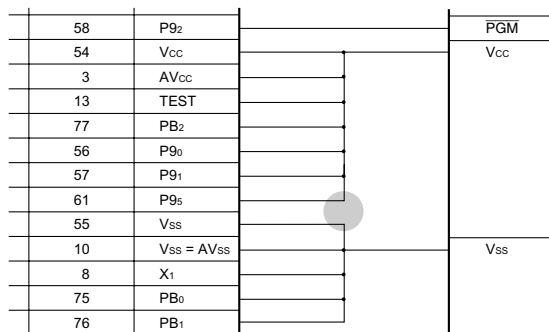 58 P92 PGM
54 VCC VCC
3 AVCC
13 TEST
77 PB2
56 P90
57 P91
61 P95
55 VSS
10 VSS = AVSS VSS
8 X1
75 PB0
76 PB1